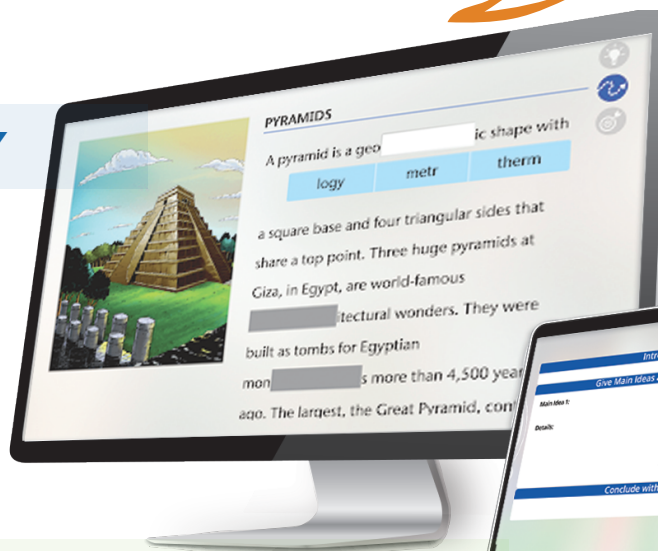 PYRAMIDS
A pyramid is a geo ic shape with
logy metr therm
a square base and four triangular sides that
share a top point. Three huge pyramids at
Giza, in Egypt, are world-famous
itectural wonders. They were
built as tombs for Egyptian
mon s more than 4,500 year
ago. The largest, the Great Pyramid, con
Intr
Give Main Ideas
Main Idea 1:
Details:
Conclude with